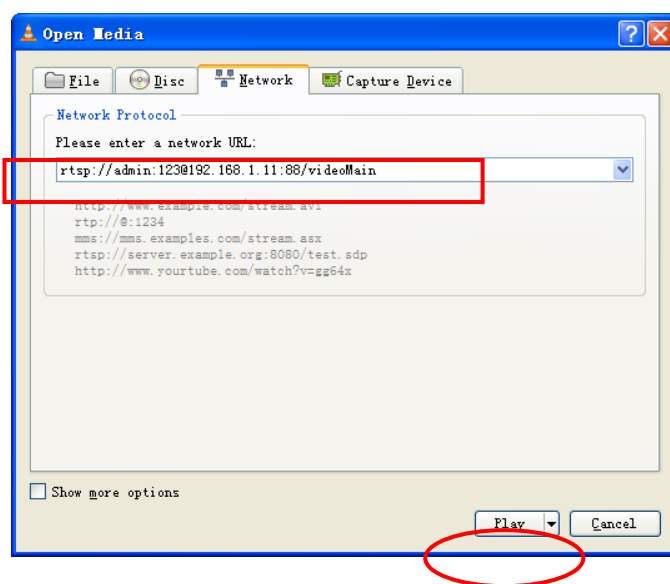 Open Media
File Disc Network Capture Device
Network Protocol
Please enter a network URL:
rtsp://admin:123@192.168.1.11:88/videoMain
http://www.example.com/stream.avi
rtp://@:1234
mms://mms.examples.com/stream.asx
rtsp://server.example.org:8080/test.sdp
http://www.yourtube.com/watch?v=gg64x
Show more options
Play Cancel